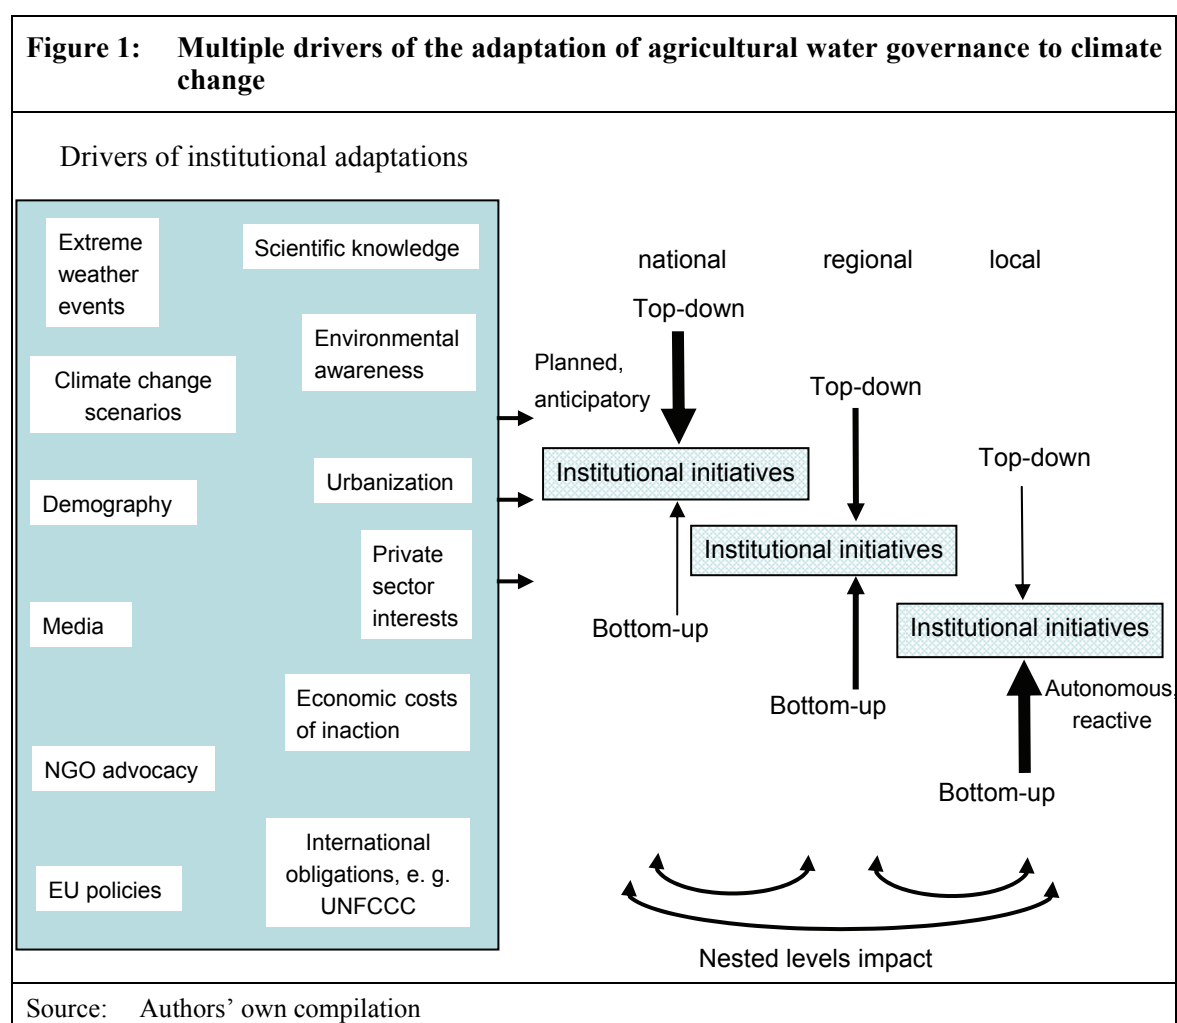 Figure 1: Multiple drivers of the adaptation of agricultural water governance to climate
change
Drivers of institutional adaptations
Extreme
weather
events
Scientific knowledge
Environmental
awareness
Climate change
scenarios
Urbanization
Demography
Private
sector
interests
Media
Economic costs
of inaction
NGO advocacy
International
obligations, e. g.
UNFCCC
EU policies
national
regional
local
Top-down
Planned,
anticipatory
Top-down
Institutional initiatives
Top-down
Institutional initiatives
Bottom-up
Institutional initiatives
Bottom-up
Autonomous,
reactive
Bottom-up
Nested levels impact
Source: Authors’ own compilation